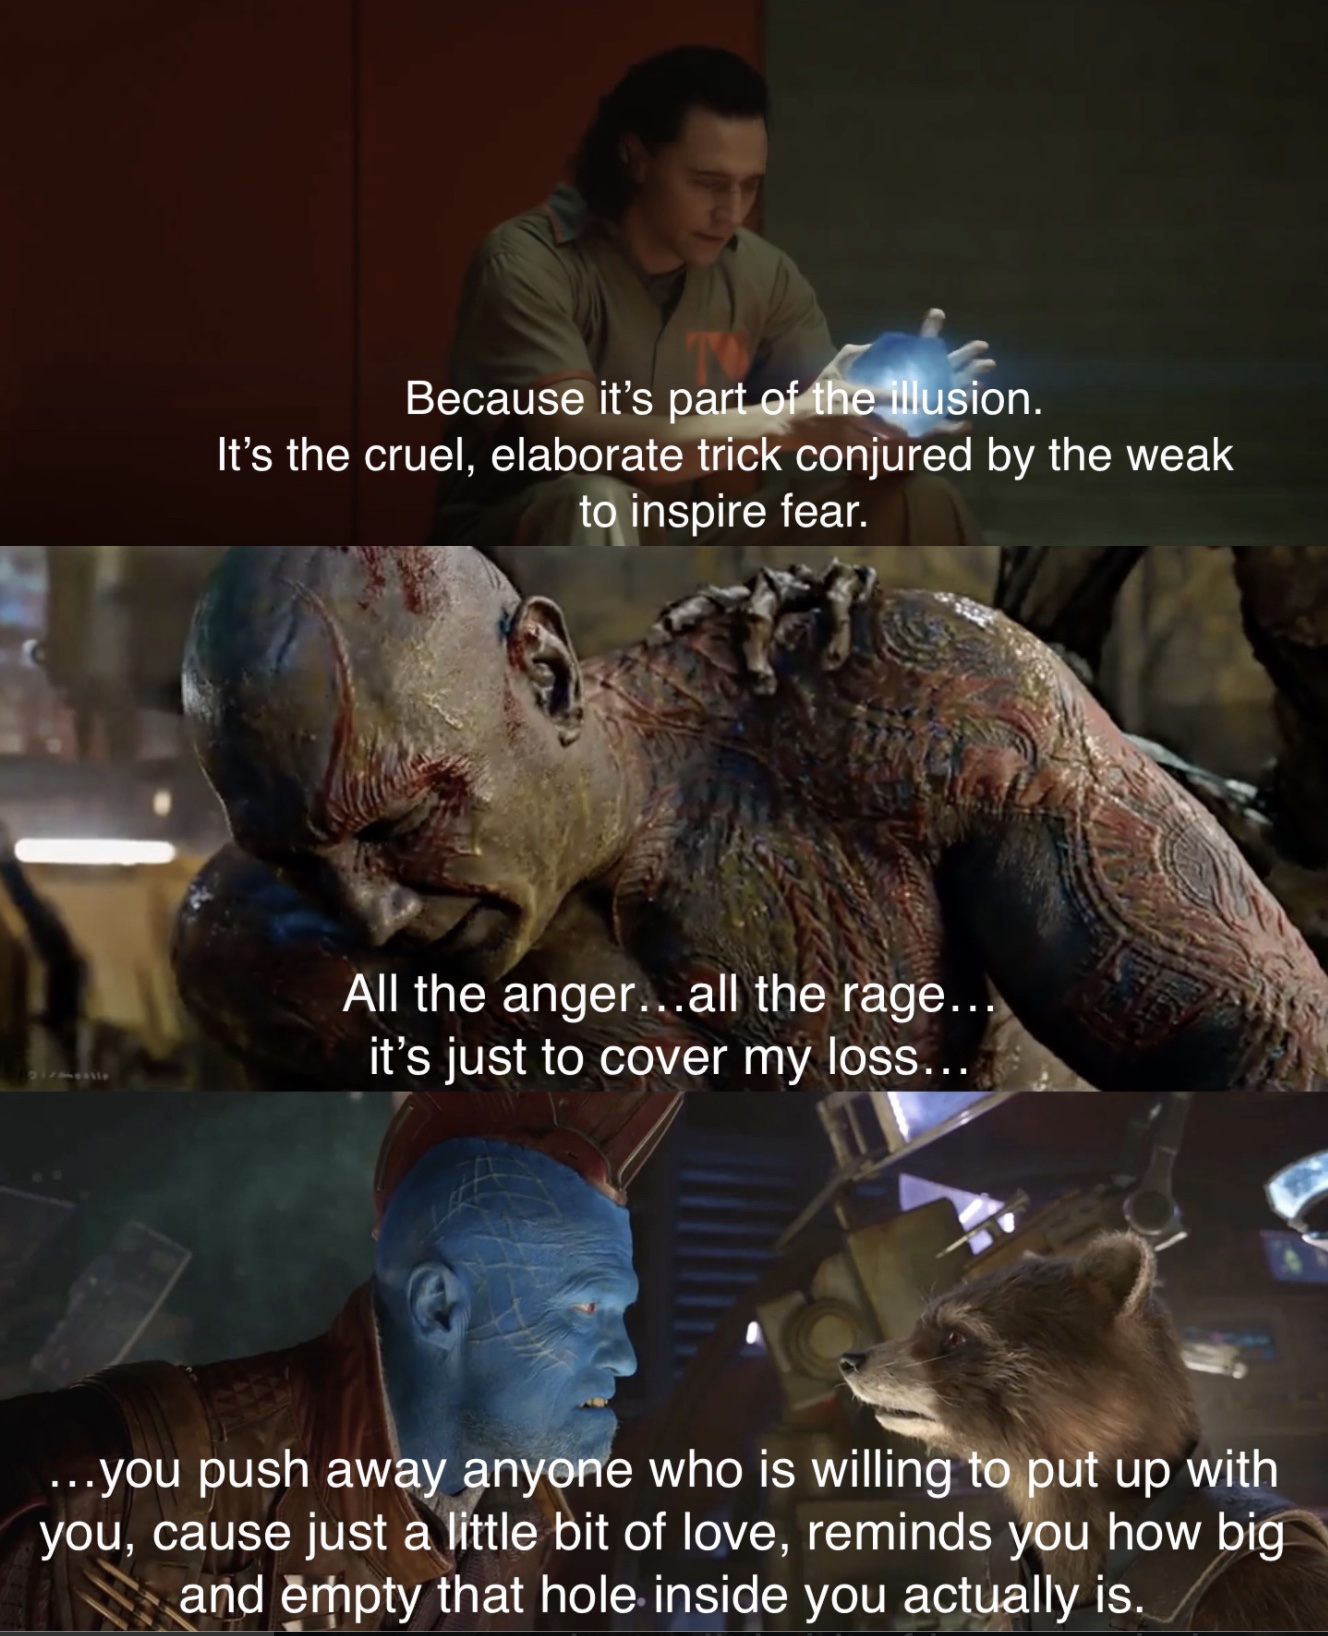 Because it's part of the illusion.
It's the cruel, elaborate trick conjured by the weak
to inspire fear.
All the anger...all the rage...
it's just to cover my loss...
...you push away anyone who is willing to put up with
you, cause just a little bit of love, reminds you how big
and empty that hole inside you actually is.